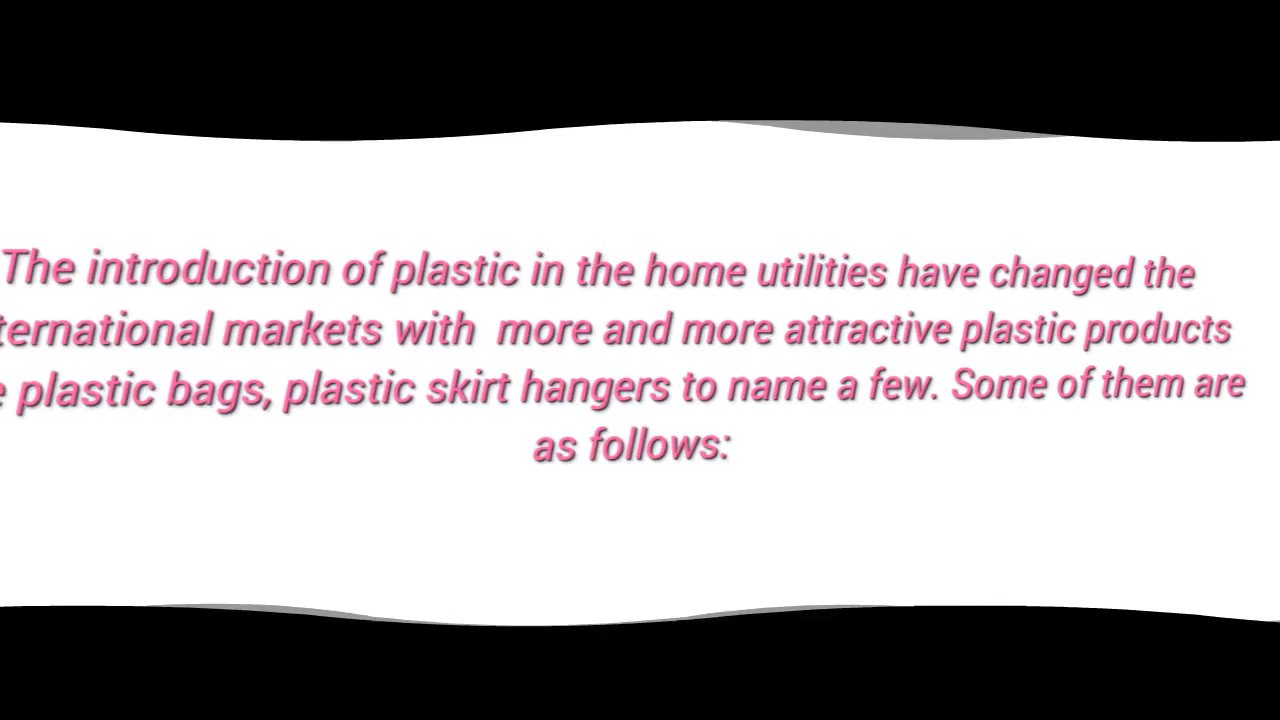 The introduction of plastic in the home utilities have changed the
ternational markets with more and more attractive plastic products
plastic bags, plastic skirt hangers to name a few. Some of them are
as follows: